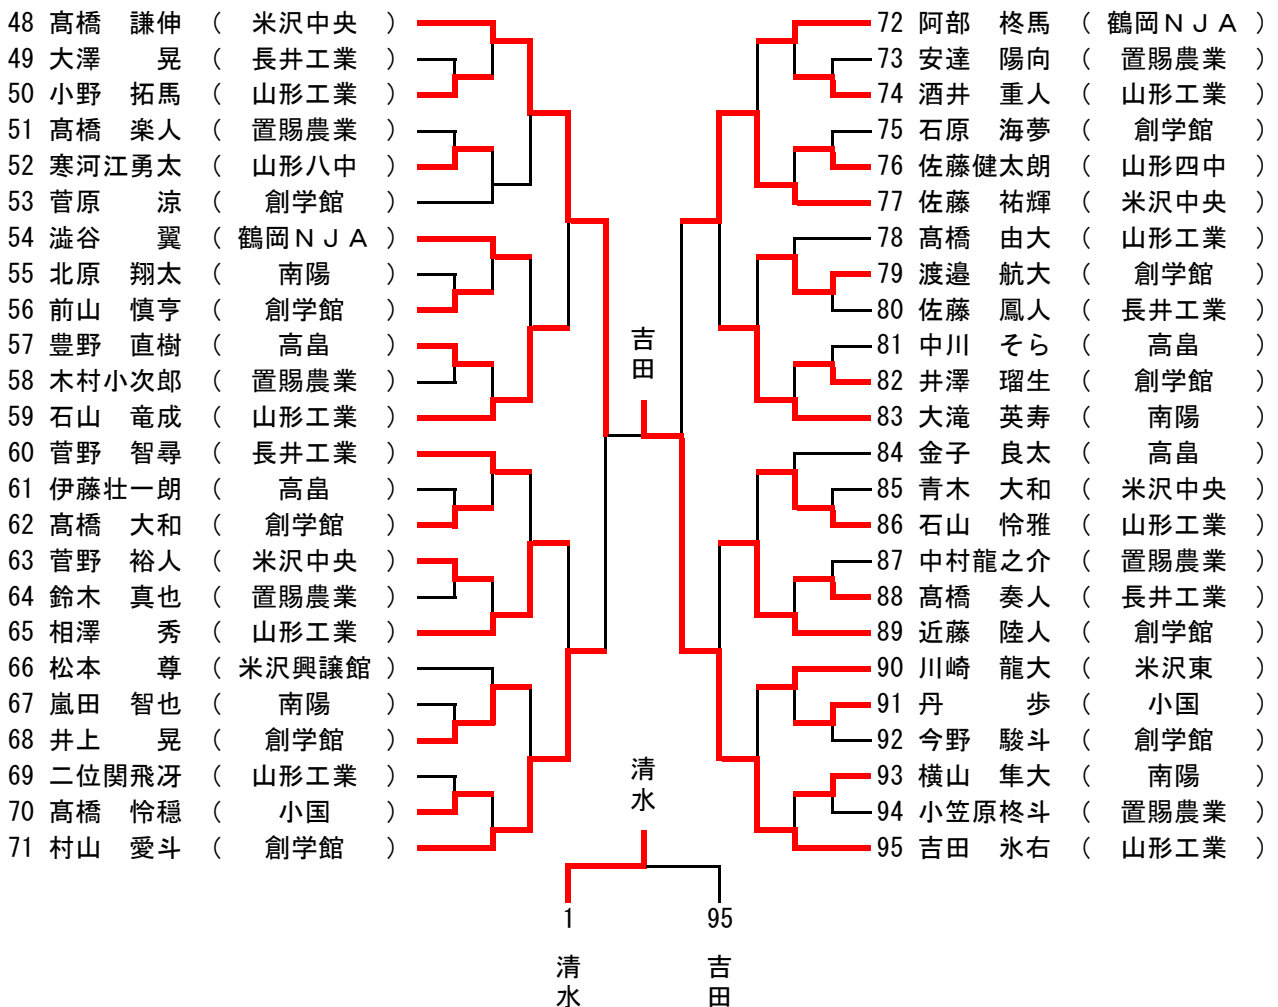 48 髙橋　謙伸 （ 米沢中央 ）
49 大澤　　晃 （ 長井工業 ）
50 小野　拓馬 （ 山形工業 ）
51 髙橋　楽人 （ 置賜農業 ）
52 寒河江勇太 （ 山形八中 ）
53 菅原　　涼 （ 創学館 ）
54 澁谷　　翼 （ 鶴岡ＮＪＡ ）
55 北原　翔太 （ 南陽 ）
56 前山　慎亨 （ 創学館 ）
57 豊野　直樹 （ 高畠 ）
58 木村小次郎 （ 置賜農業 ）
59 石山　竜成 （ 山形工業 ）
60 菅野　智尋 （ 長井工業 ）
61 伊藤壮一朗 （ 高畠 ）
62 髙橋　大和 （ 創学館 ）
63 菅野　裕人 （ 米沢中央 ）
64 鈴木　真也 （ 置賜農業 ）
65 相澤　　秀 （ 山形工業 ）
66 松本　　尊 （ 米沢興譲館 ）
67 嵐田　智也 （ 南陽 ）
68 井上　　晃 （ 創学館 ）
69 二位関飛冴 （ 山形工業 ）
70 髙橋　怜穏 （ 小国 ）
71 村山　愛斗 （ 創学館 ）
吉田
清水
1
清水
95
吉田
72 阿部　柊馬 （ 鶴岡ＮＪＡ ）
73 安達　陽向 （ 置賜農業 ）
74 酒井　重人 （ 山形工業 ）
75 石原　海夢 （ 創学館 ）
76 佐藤健太朗 （ 山形四中 ）
77 佐藤　祐輝 （ 米沢中央 ）
78 髙橋　由大 （ 山形工業 ）
79 渡邉　航大 （ 創学館 ）
80 佐藤　鳳人 （ 長井工業 ）
81 中川　そら （ 高畠 ）
82 井澤　瑠生 （ 創学館 ）
83 大滝　英寿 （ 南陽 ）
84 金子　良太 （ 高畠 ）
85 青木　大和 （ 米沢中央 ）
86 石山　怜雅 （ 山形工業 ）
87 中村龍之介 （ 置賜農業 ）
88 髙橋　奏人 （ 長井工業 ）
89 近藤　陸人 （ 創学館 ）
90 川崎　龍大 （ 米沢東 ）
91 丹　　　歩 （ 小国 ）
92 今野　駿斗 （ 創学館 ）
93 横山　隼大 （ 南陽 ）
94 小笠原柊斗 （ 置賜農業 ）
95 吉田　氷右 （ 山形工業 ）